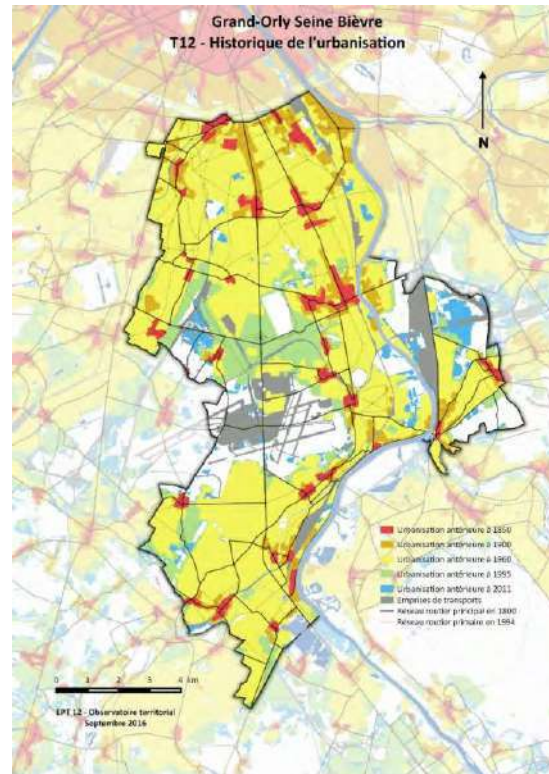 Grand-Orly Seine Bièvre
T12 - Historique de l'urbanisation
N
Urbanisation antérieure à 1850
Urbanisation antérieure à 1900
Urbanisation antérieure à 1960
Urbanisation antérieure à 1995
Urbanisation antérieure à 2011
Emprises de transports
Réseau routier principal en 1800
Réseau routier primaire en 1994
0 1 2 3 4 km
EPT 12 - Observatoire territorial
Septembre 2016